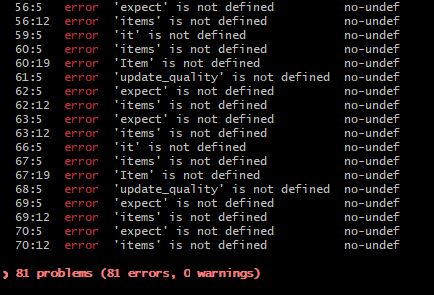 56:5 error 'expect' is not defined no-undef
56:12 error 'items' is not defined no-undef
59:5 error 'it' is not defined no-undef
60:5 error 'items' is not defined no-undef
60:19 error 'Item' is not defined no-undef
61:5 error 'update_quality' is not defined no-undef
62:5 error 'expect' is not defined no-undef
62:12 error 'items' is not defined no-undef
63:5 error 'expect' is not defined no-undef
63:12 error 'items' is not defined no-undef
66:5 error 'it' is not defined no-undef
67:5 error 'items' is not defined no-undef
67:19 error 'Item' is not defined no-undef
68:5 error 'update_quality' is not defined no-undef
69:5 error 'expect' is not defined no-undef
69:12 error 'items' is not defined no-undef
70:5 error 'expect' is not defined no-undef
70:12 error 'items' is not defined no-undef
❯ 81 problems (81 errors, 0 warnings)